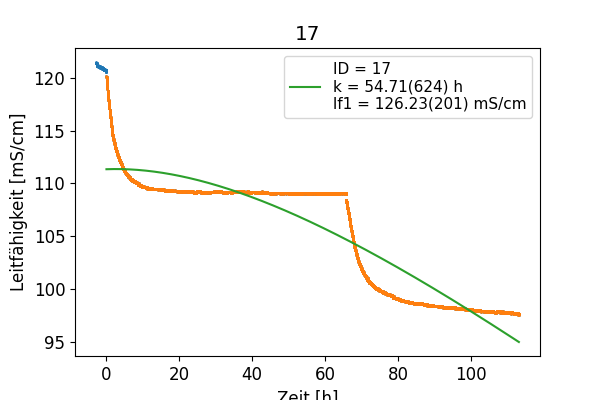 17
ID = 17
k = 54.71(624) h
lf1 = 126.23(201) mS/cm
Leitfähigkeit [mS/cm]
120
115
110
105
100
95
0 20 40 60 80 100
Zeit [h]